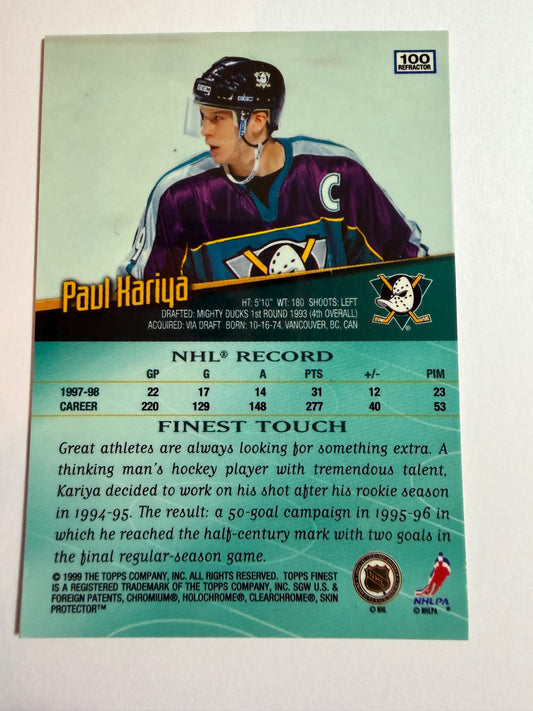 100
REFRACTOR
C
9
Paul Kariya
HT: 5'10" WT: 180 SHOOTS: LEFT
DRAFTED: MIGHTY DUCKS 1st ROUND 1993 (4th OVERALL)
ACQUIRED: VIA DRAFT BORN: 10-16-74, VANCOUVER, BC, CAN
NHL® RECORD
GP G A PTS +/- PIM
1997-98 22 17 14 31 12 23
CAREER 220 129 148 277 40 53
FINEST TOUCH
Great athletes are always looking for something extra. A
thinking man's hockey player with tremendous talent,
Kariya decided to work on his shot after his rookie season
in 1994-95. The result: a 50-goal campaign in 1995-96 in
which he reached the half-century mark with two goals in
the final regular-season game.
© 1999 THE TOPPS COMPANY, INC. ALL RIGHTS RESERVED. TOPPS FINEST
IS A REGISTERED TRADEMARK OF THE TOPPS COMPANY, INC. SGW U.S. &
FOREIGN PATENTS, CHROMIUM®, HOLOCHROME®, CLEARCHROME®, SKIN
PROTECTOR™
NHL
© NHL
NHLPA
© NHLPA